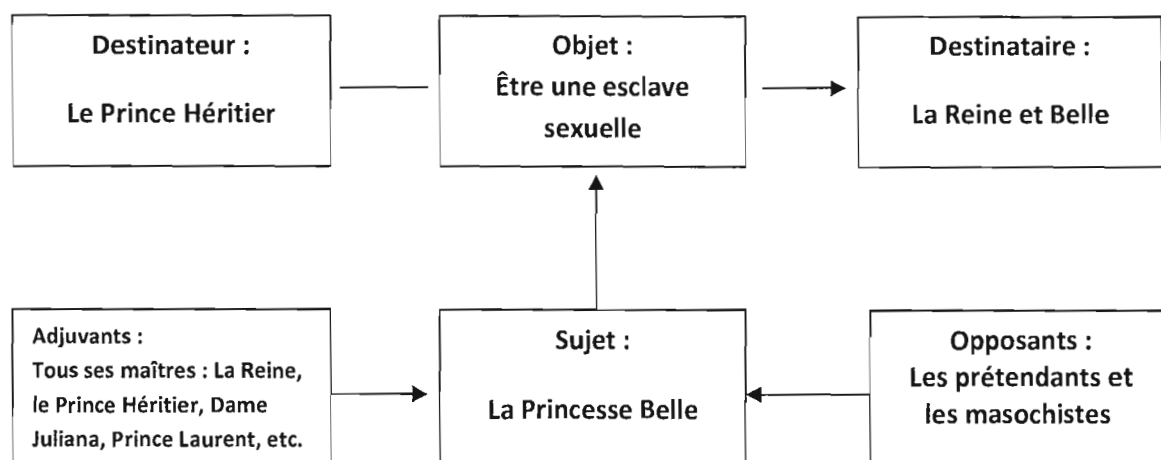 Destinateur :
Le Prince Héritier
Objet :
Être une esclave
sexuelle
Destinataire :
La Reine et Belle
Adjuvants :
Tous ses maîtres : La Reine,
le Prince Héritier, Dame
Juliana, Prince Laurent, etc.
Sujet :
La Princesse Belle
Opposants :
Les prétendants et
les masochistes